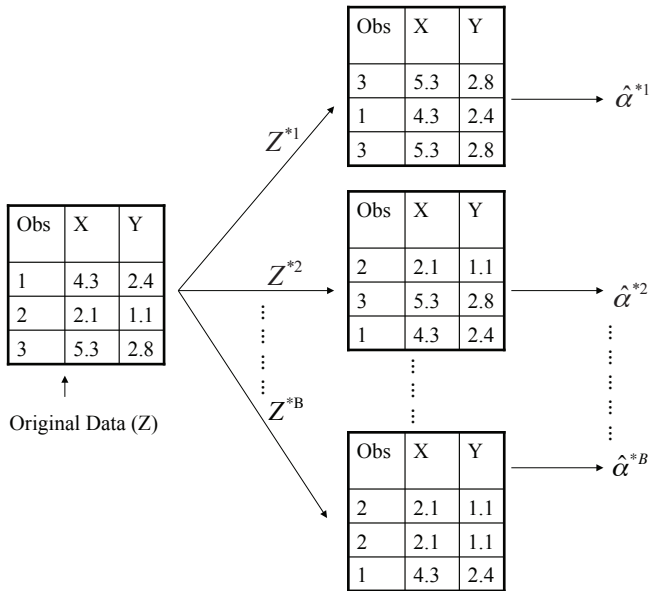 Obs X Y
3 5.3 2.8
1 4.3 2.4
3 5.3 2.8
Z*1
α̂*1
Obs X Y
1 4.3 2.4
2 2.1 1.1
3 5.3 2.8
Original Data (Z)
Z*2
Obs X Y
2 2.1 1.1
3 5.3 2.8
1 4.3 2.4
α̂*2
Z*B
Obs X Y
2 2.1 1.1
2 2.1 1.1
1 4.3 2.4
α̂*B